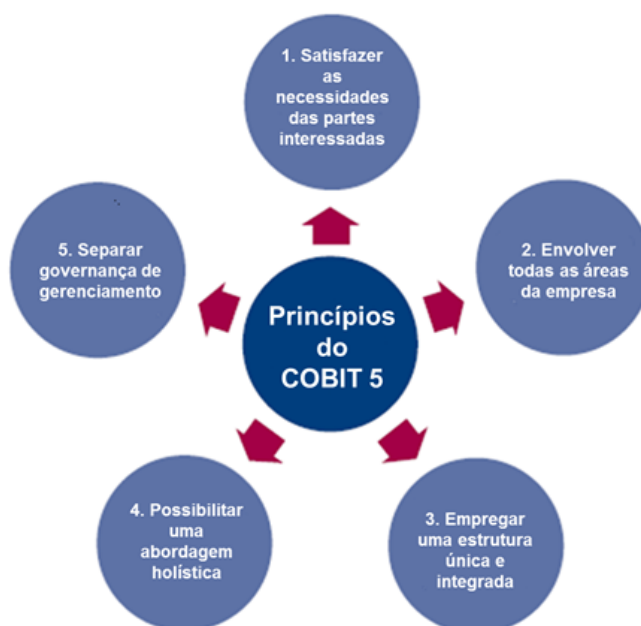 1. Satisfazer
as
necessidades
das partes
interessadas
5. Separar
governança de
gerenciamento
2. Envolver
todas as áreas
da empresa
Princípios
do
COBIT 5
4. Possibilitar
uma
abordagem
holística
3. Empregar
uma estrutura
única e
integrada